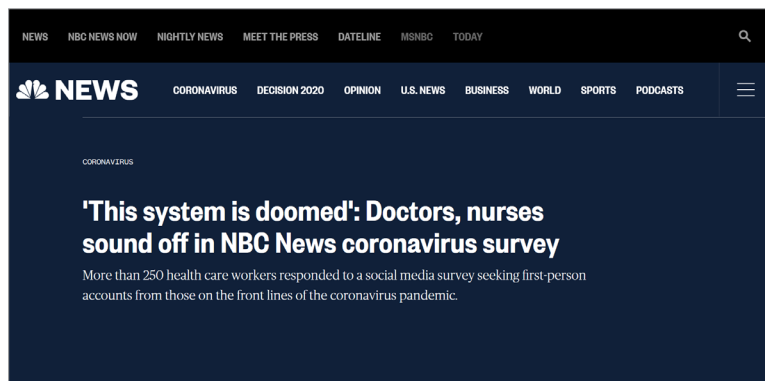 NEWS NBC NEWS NOW NIGHTLY NEWS MEET THE PRESS DATELINE MSNBC TODAY
NEWS CORONAVIRUS DECISION 2020 OPINION U.S. NEWS BUSINESS WORLD SPORTS PODCASTS
CORONAVIRUS
'This system is doomed': Doctors, nurses
sound off in NBC News coronavirus survey
More than 250 health care workers responded to a social media survey seeking first-person
accounts from those on the front lines of the coronavirus pandemic.